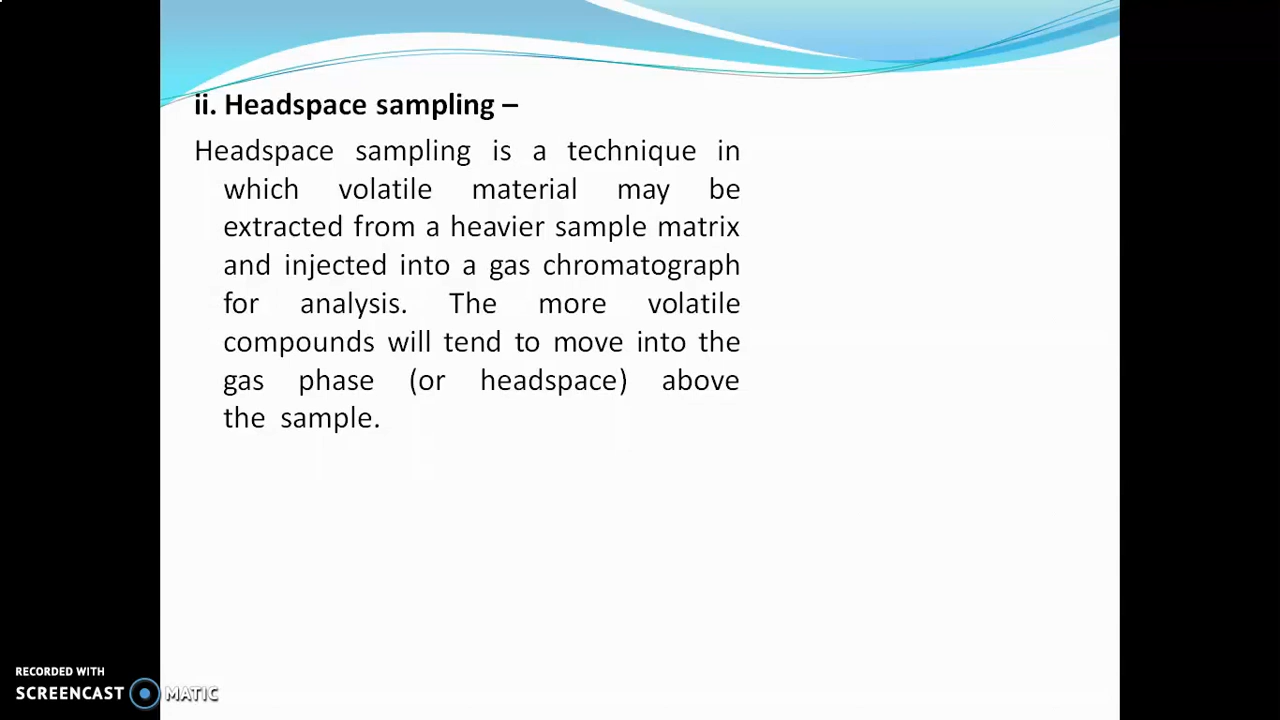 ii. Headspace sampling –
Headspace sampling is a technique in
which volatile material may be
extracted from a heavier sample matrix
and injected into a gas chromatograph
for analysis. The more volatile
compounds will tend to move into the
gas phase (or headspace) above
the sample.
RECORDED WITH
SCREENCAST MATIC